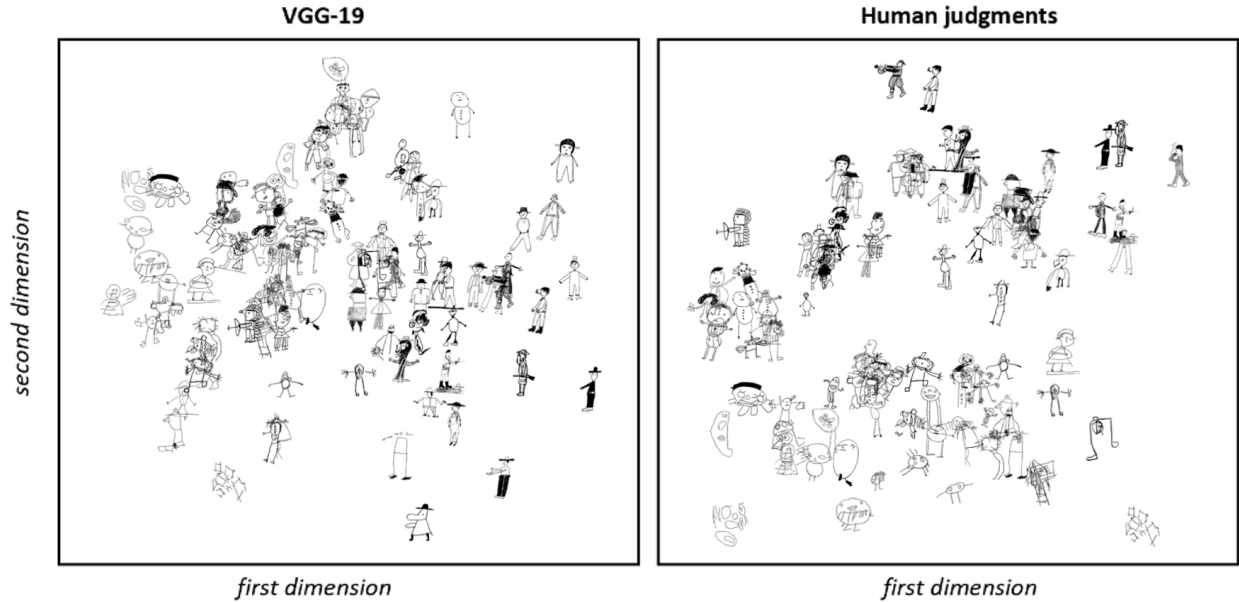 VGG-19
Human judgments
second dimension
first dimension
first dimension